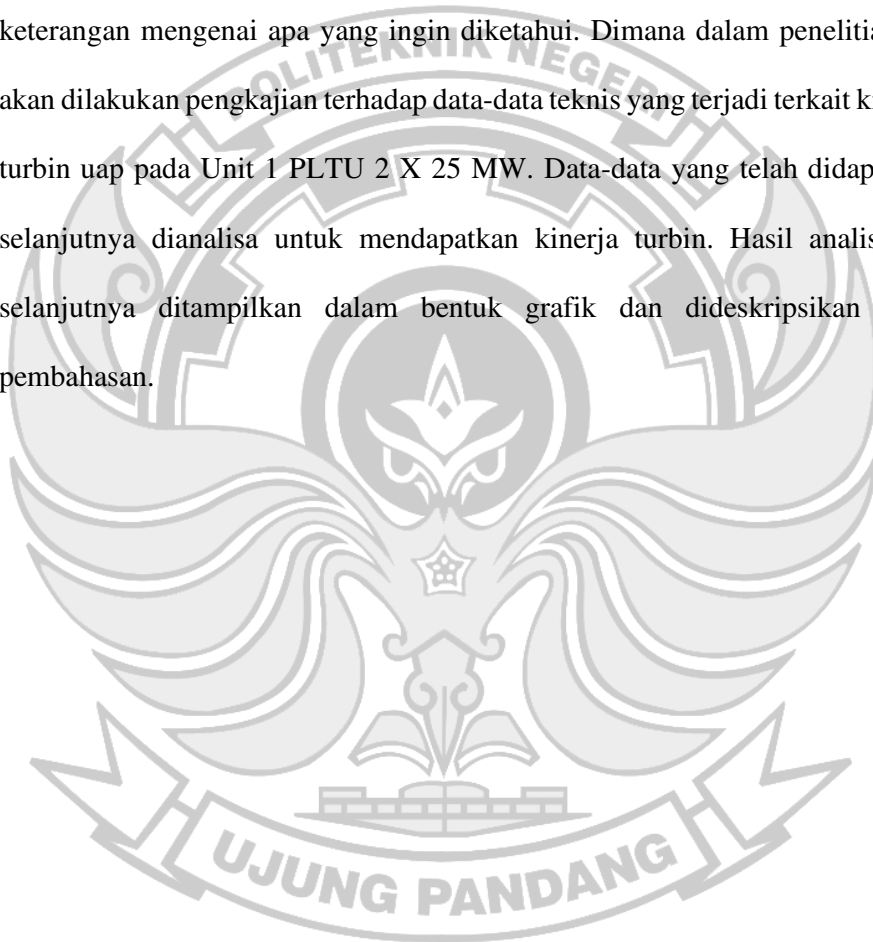 keterangan mengenai apa yang ingin diketahui. Dimana dalam penelitia
akan dilakukan pengkajian terhadap data-data teknis yang terjadi terkait k
turbin uap pada Unit 1 PLTU 2 X 25 MW. Data-data yang telah didap
selanjutnya dianalisa untuk mendapatkan kinerja turbin. Hasil analis
selanjutnya ditampilkan dalam bentuk grafik dan dideskripsikan
pembahasan.
POLITEKNIK NEGERI
UJUNG PANDANG